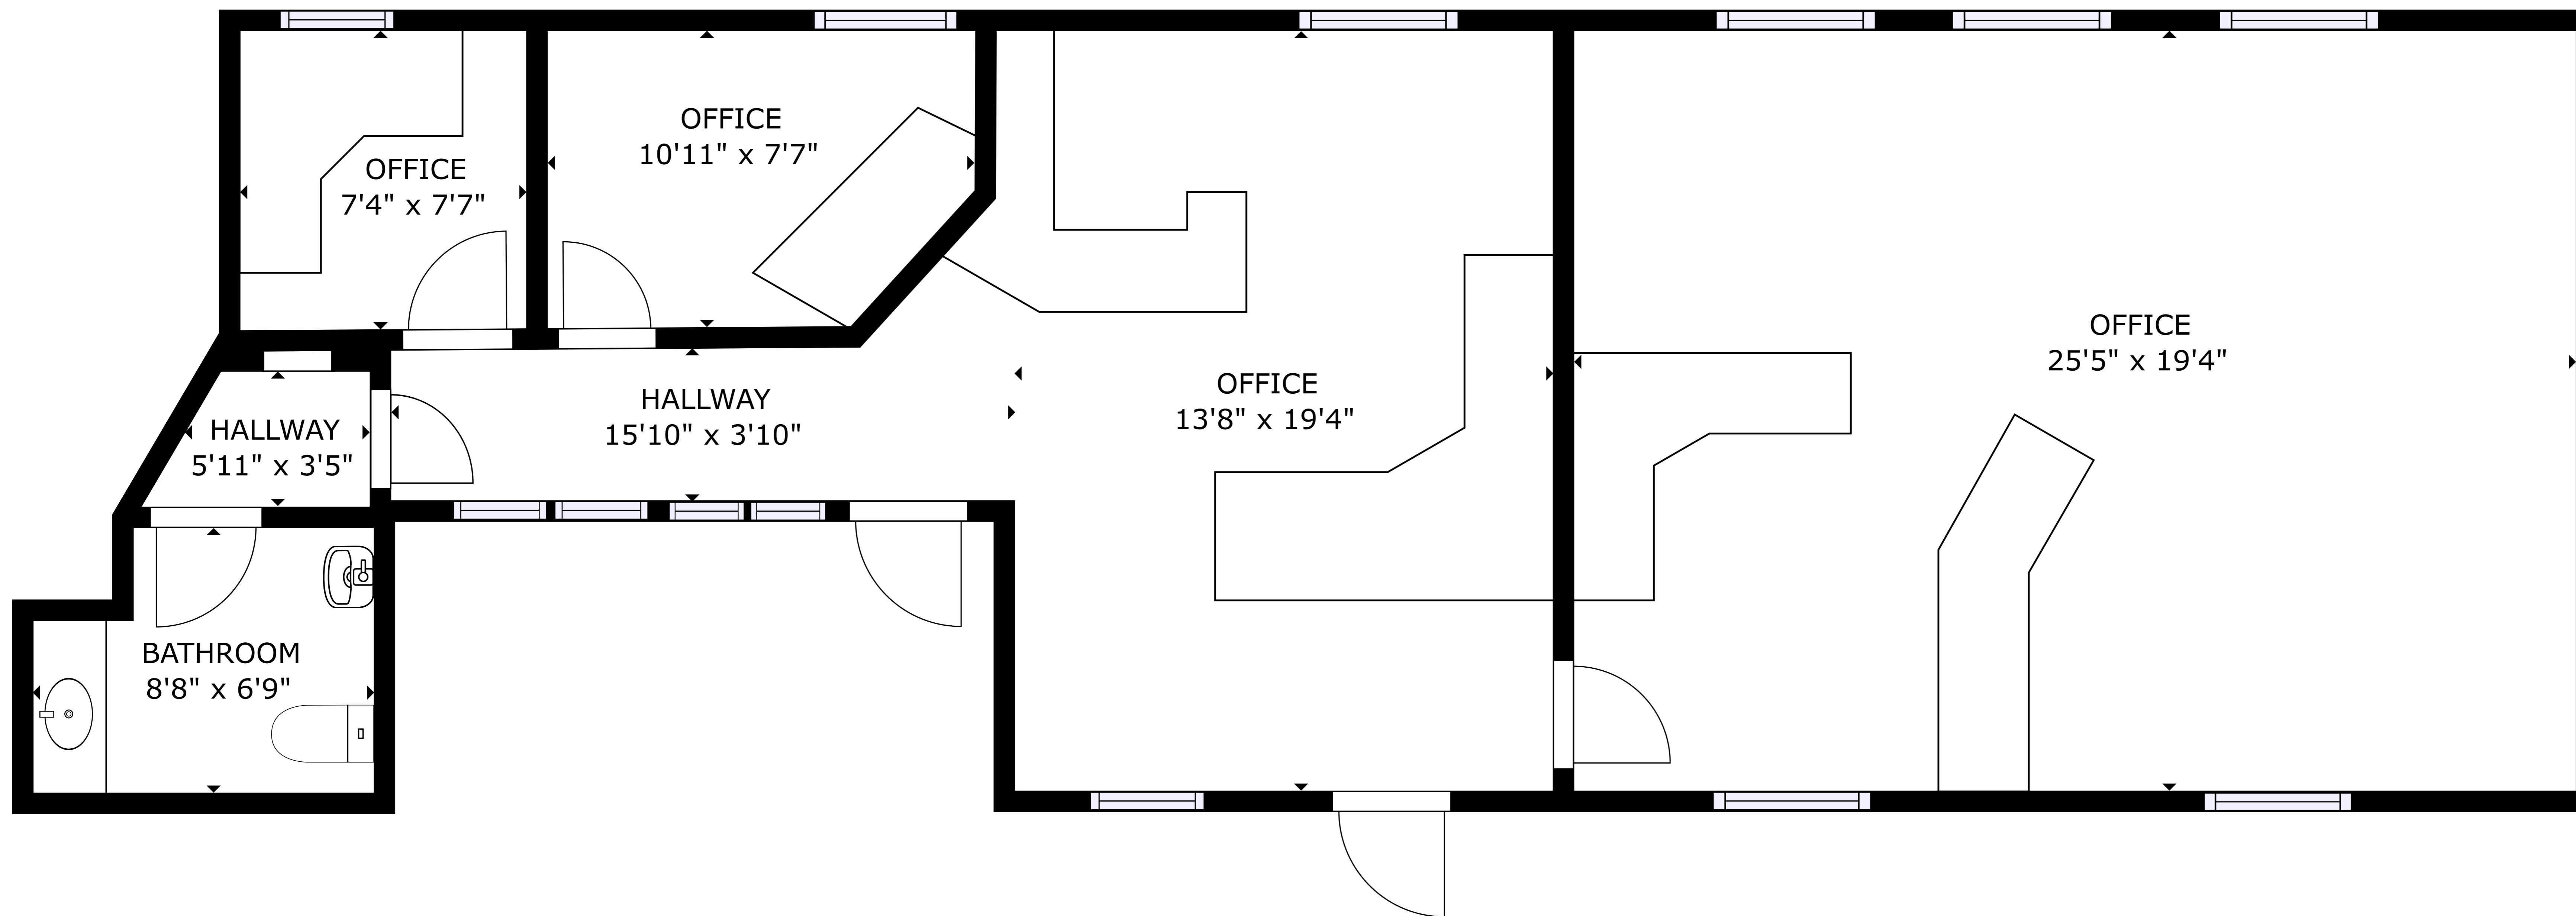 OFFICE
7'4" x 7'7"
OFFICE
10'11" x 7'7"
OFFICE
13'8" x 19'4"
OFFICE
25'5" x 19'4"
HALLWAY
5'11" x 3'5"
HALLWAY
15'10" x 3'10"
BATHROOM
8'8" x 6'9"